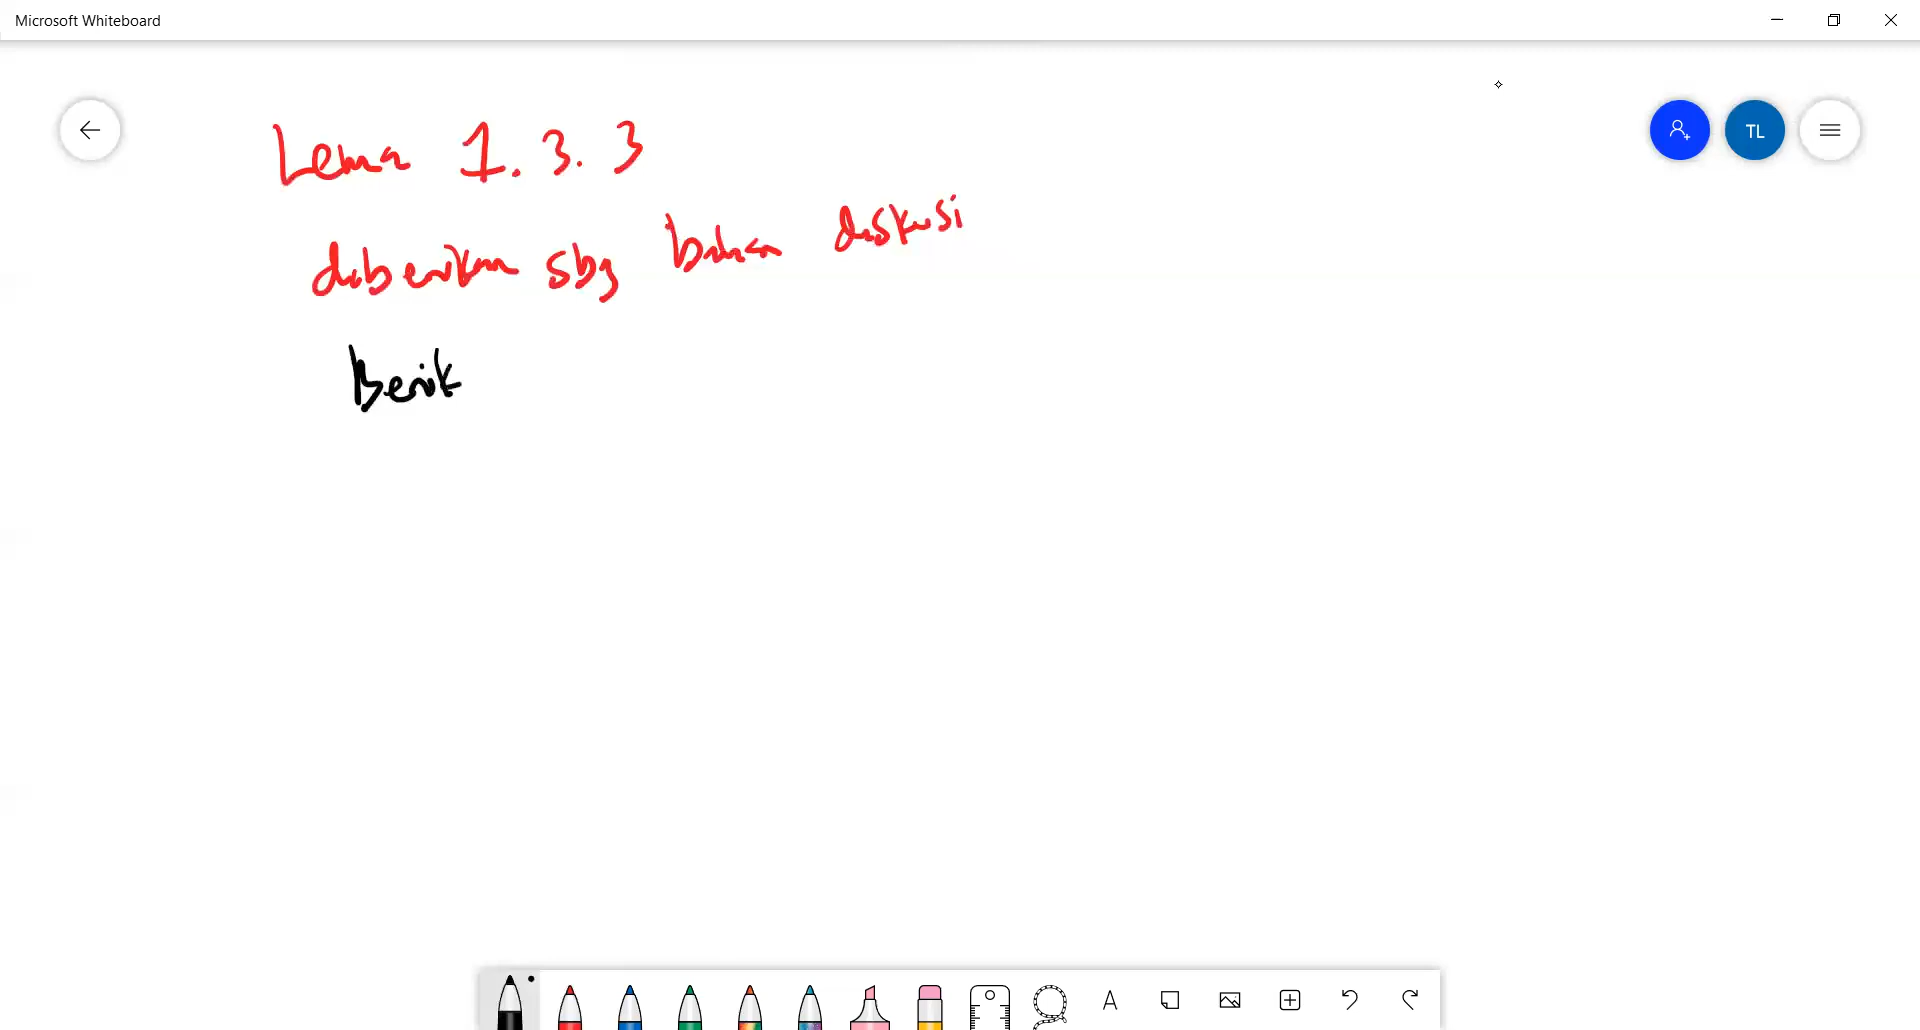 Microsoft Whiteboard
TL
Lema 1.3.3
diberikan sbg bahan diskusi
Berik
A